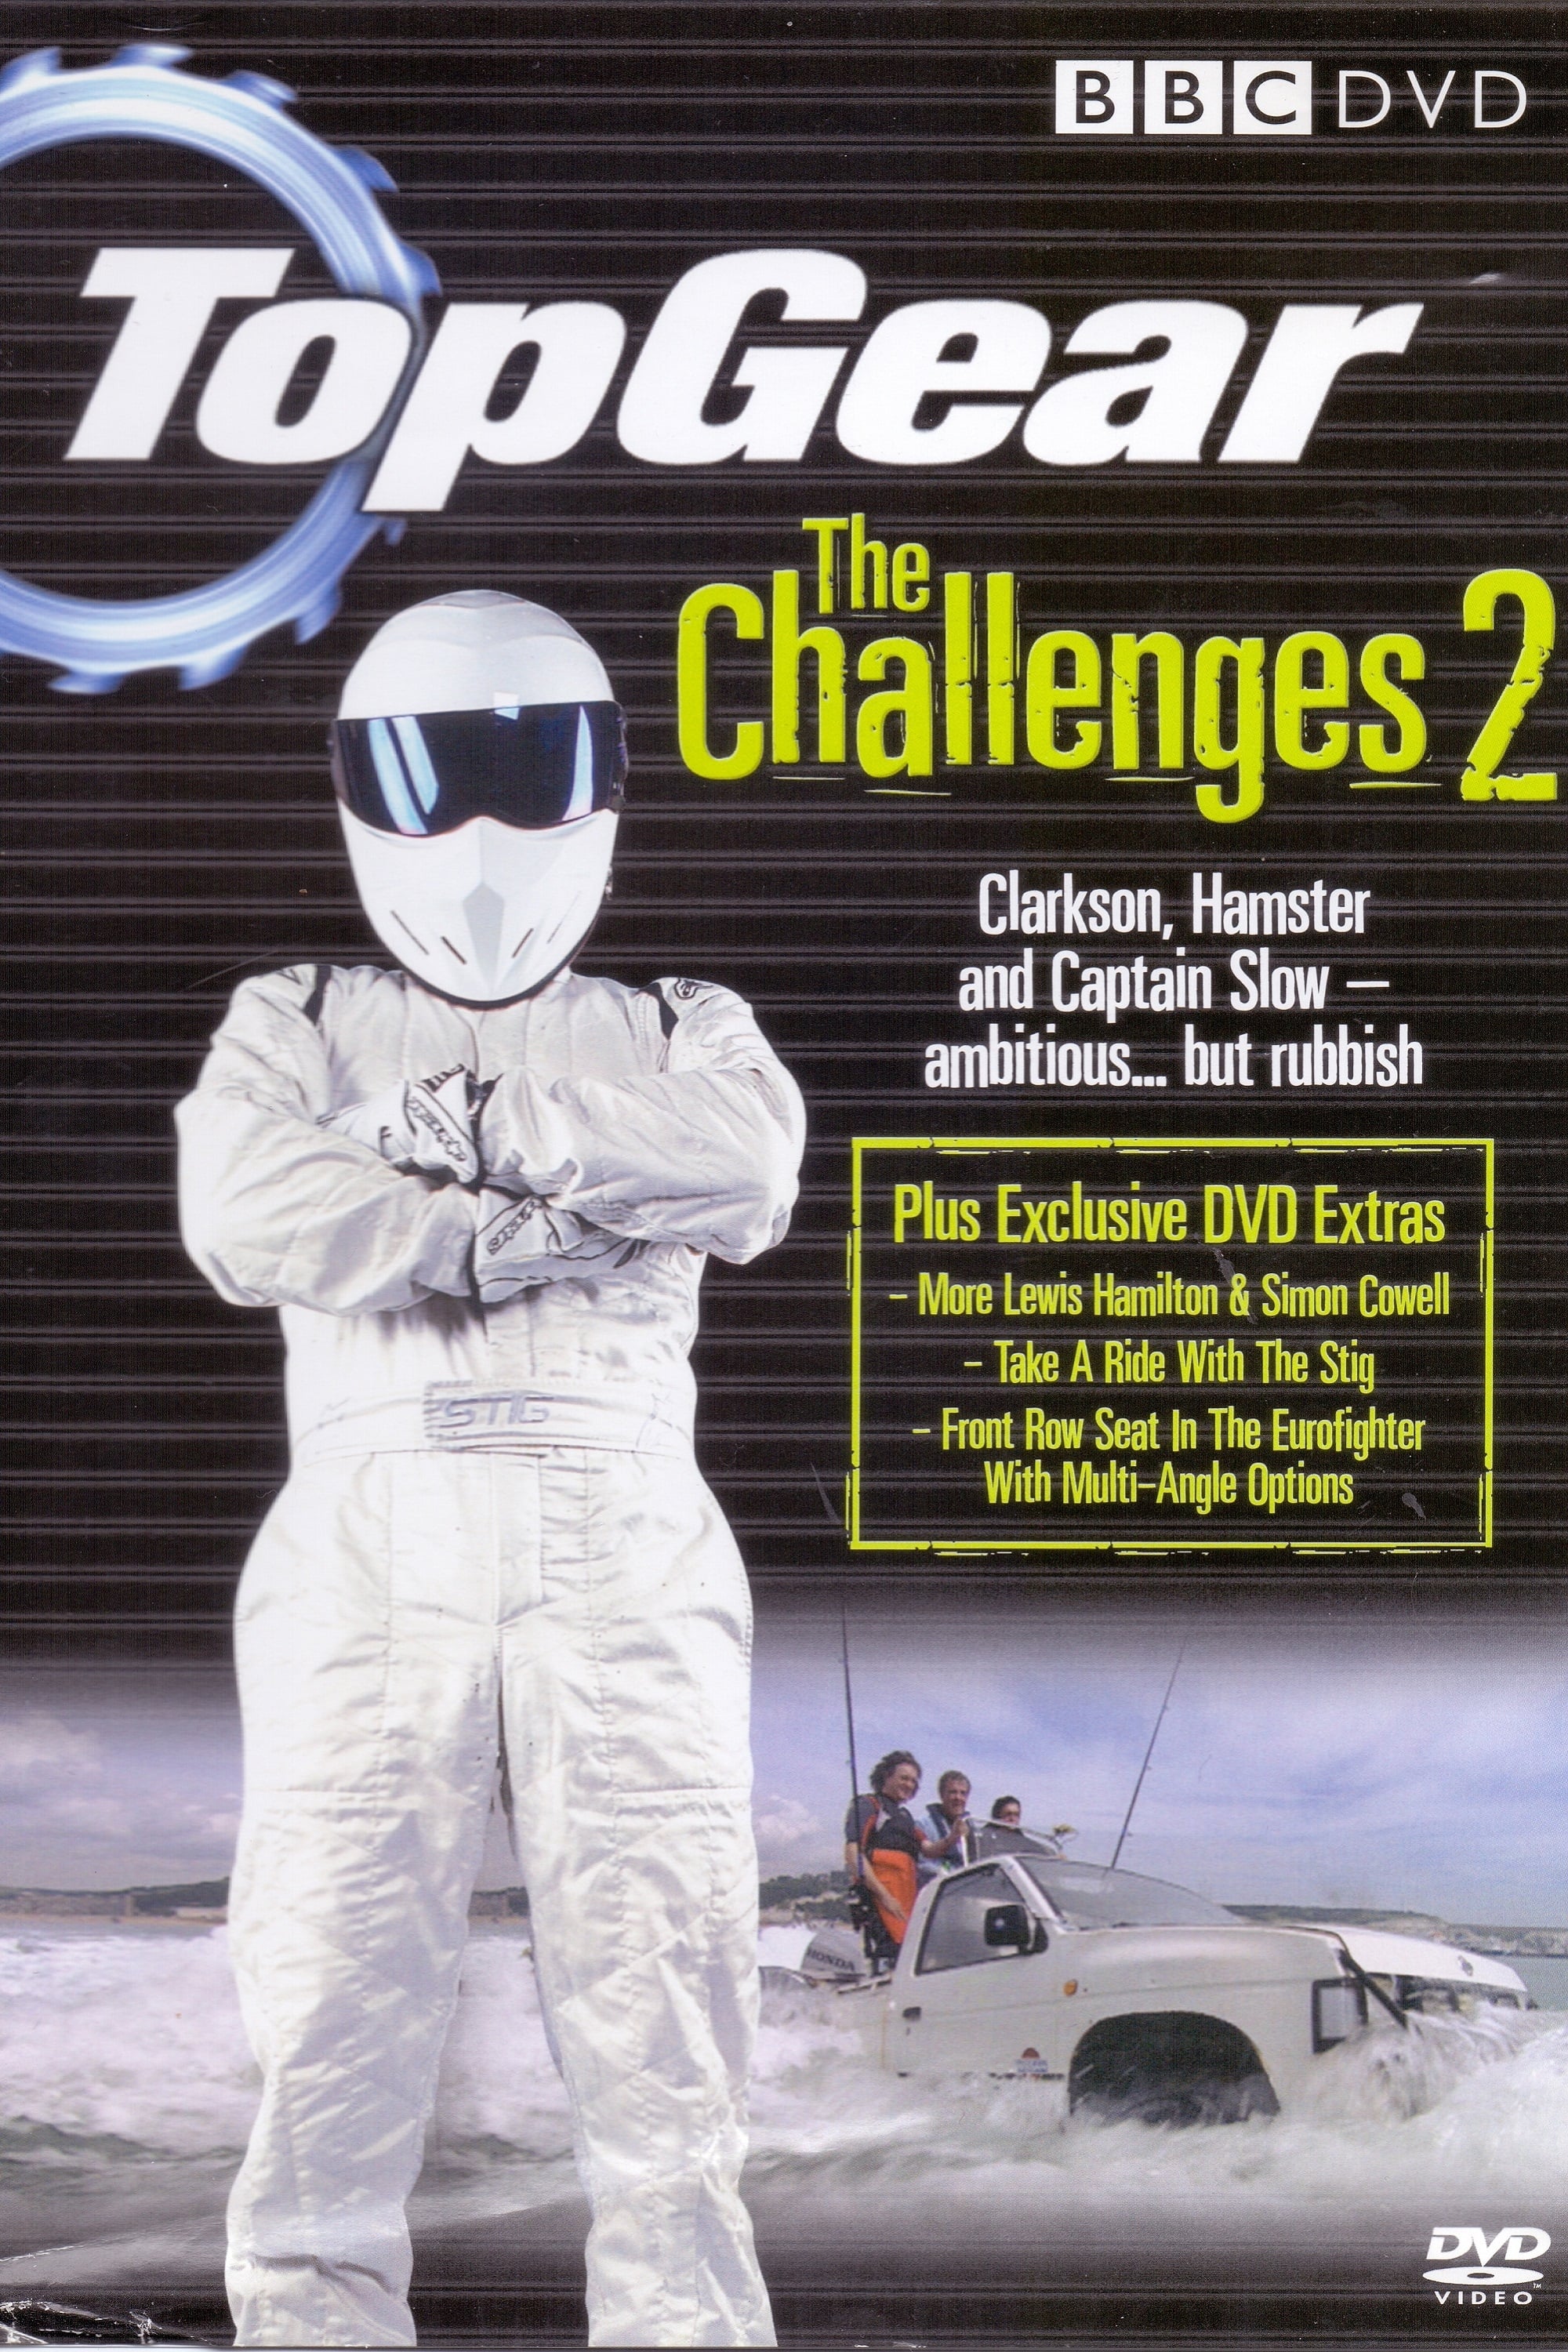 BBC DVD
TopGear
The
Challenges 2
Clarkson, Hamster
and Captain Slow –
ambitious... but rubbish
Plus Exclusive DVD Extras
– More Lewis Hamilton & Simon Cowell
– Take A Ride With The Stig
– Front Row Seat In The Eurofighter
With Multi-Angle Options
STIG
HONDA
DVD
VIDEO